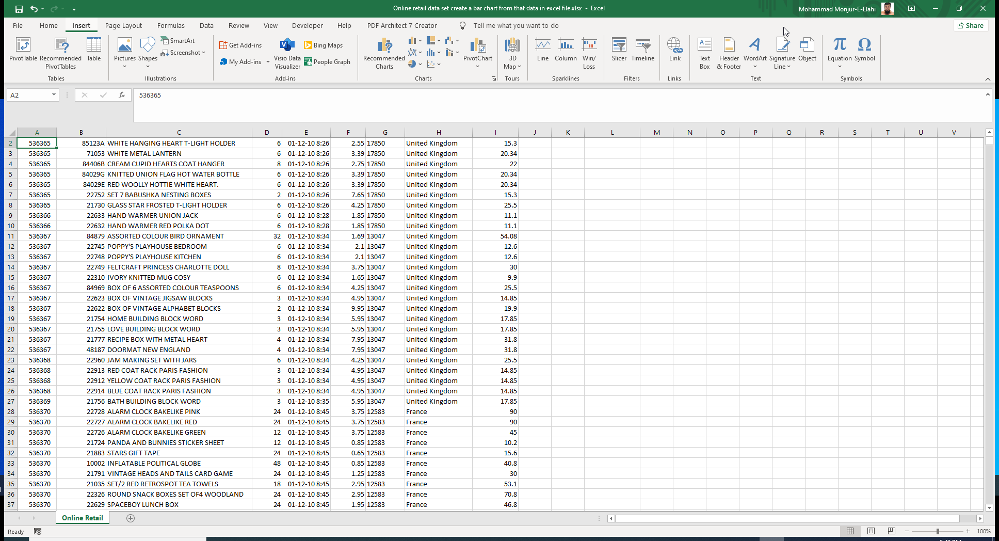 Online retail data set create a bar chart from that data in excel file.xlsx - Excel
Mohammad Monjur-E-Elahi
File Home Insert Page Layout Formulas Data Review View Developer Help PDF Architect 7 Creator Tell me what you want to do Share
PivotTable Recommended PivotTables Table
Tables
Pictures Shapes SmartArt Screenshot
Illustrations
Get Add-ins My Add-ins Visio Data Visualizer Bing Maps People Graph
Add-ins
Recommended Charts PivotChart
Charts
3D Map
Tours
Line Column Win/Loss
Sparklines
Slicer Timeline
Filters
Link
Links
Text Box Header & Footer WordArt Signature Line Object
Text
Equation Symbol
Symbols
A2 fx 536365
A B C D E F G H I J K L M N O P Q R S T U V
2 536365 85123A WHITE HANGING HEART T-LIGHT HOLDER 6 01-12-10 8:26 2.55 17850 United Kingdom 15.3
3 536365 71053 WHITE METAL LANTERN 6 01-12-10 8:26 3.39 17850 United Kingdom 20.34
4 536365 84406B CREAM CUPID HEARTS COAT HANGER 8 01-12-10 8:26 2.75 17850 United Kingdom 22
5 536365 84029G KNITTED UNION FLAG HOT WATER BOTTLE 6 01-12-10 8:26 3.39 17850 United Kingdom 20.34
6 536365 84029E RED WOOLLY HOTTIE WHITE HEART. 6 01-12-10 8:26 3.39 17850 United Kingdom 20.34
7 536365 22752 SET 7 BABUSHKA NESTING BOXES 2 01-12-10 8:26 7.65 17850 United Kingdom 15.3
8 536365 21730 GLASS STAR FROSTED T-LIGHT HOLDER 6 01-12-10 8:26 4.25 17850 United Kingdom 25.5
9 536366 22633 HAND WARMER UNION JACK 6 01-12-10 8:28 1.85 17850 United Kingdom 11.1
10 536366 22632 HAND WARMER RED POLKA DOT 6 01-12-10 8:28 1.85 17850 United Kingdom 11.1
11 536367 84879 ASSORTED COLOUR BIRD ORNAMENT 32 01-12-10 8:34 1.69 13047 United Kingdom 54.08
12 536367 22745 POPPY'S PLAYHOUSE BEDROOM 6 01-12-10 8:34 2.1 13047 United Kingdom 12.6
13 536367 22748 POPPY'S PLAYHOUSE KITCHEN 6 01-12-10 8:34 2.1 13047 United Kingdom 12.6
14 536367 22749 FELTCRAFT PRINCESS CHARLOTTE DOLL 8 01-12-10 8:34 3.75 13047 United Kingdom 30
15 536367 22310 IVORY KNITTED MUG COSY 6 01-12-10 8:34 1.65 13047 United Kingdom 9.9
16 536367 84969 BOX OF 6 ASSORTED COLOUR TEASPOONS 6 01-12-10 8:34 4.25 13047 United Kingdom 25.5
17 536367 22623 BOX OF VINTAGE JIGSAW BLOCKS 3 01-12-10 8:34 4.95 13047 United Kingdom 14.85
18 536367 22622 BOX OF VINTAGE ALPHABET BLOCKS 2 01-12-10 8:34 9.95 13047 United Kingdom 19.9
19 536367 21754 HOME BUILDING BLOCK WORD 3 01-12-10 8:34 5.95 13047 United Kingdom 17.85
20 536367 21755 LOVE BUILDING BLOCK WORD 3 01-12-10 8:34 5.95 13047 United Kingdom 17.85
21 536367 21777 RECIPE BOX WITH METAL HEART 4 01-12-10 8:34 7.95 13047 United Kingdom 31.8
22 536367 48187 DOORMAT NEW ENGLAND 4 01-12-10 8:34 7.95 13047 United Kingdom 31.8
23 536368 22960 JAM MAKING SET WITH JARS 6 01-12-10 8:34 4.25 13047 United Kingdom 25.5
24 536368 22913 RED COAT RACK PARIS FASHION 3 01-12-10 8:34 4.95 13047 United Kingdom 14.85
25 536368 22912 YELLOW COAT RACK PARIS FASHION 3 01-12-10 8:34 4.95 13047 United Kingdom 14.85
26 536368 22914 BLUE COAT RACK PARIS FASHION 3 01-12-10 8:34 4.95 13047 United Kingdom 14.85
27 536369 21756 BATH BUILDING BLOCK WORD 3 01-12-10 8:35 5.95 13047 United Kingdom 17.85
28 536370 22728 ALARM CLOCK BAKELIKE PINK 24 01-12-10 8:45 3.75 12583 France 90
29 536370 22727 ALARM CLOCK BAKELIKE RED 24 01-12-10 8:45 3.75 12583 France 90
30 536370 22726 ALARM CLOCK BAKELIKE GREEN 12 01-12-10 8:45 3.75 12583 France 45
31 536370 21724 PANDA AND BUNNIES STICKER SHEET 12 01-12-10 8:45 0.85 12583 France 10.2
32 536370 21883 STARS GIFT TAPE 24 01-12-10 8:45 0.65 12583 France 15.6
33 536370 10002 INFLATABLE POLITICAL GLOBE 48 01-12-10 8:45 0.85 12583 France 40.8
34 536370 21791 VINTAGE HEADS AND TAILS CARD GAME 24 01-12-10 8:45 1.25 12583 France 30
35 536370 21035 SET/2 RED RETROSPOT TEA TOWELS 18 01-12-10 8:45 2.95 12583 France 53.1
36 536370 22326 ROUND SNACK BOXES SET OF4 WOODLAND 24 01-12-10 8:45 2.95 12583 France 70.8
37 536370 22629 SPACEBOY LUNCH BOX 24 01-12-10 8:45 1.95 12583 France 46.8
Online Retail
Ready 100%